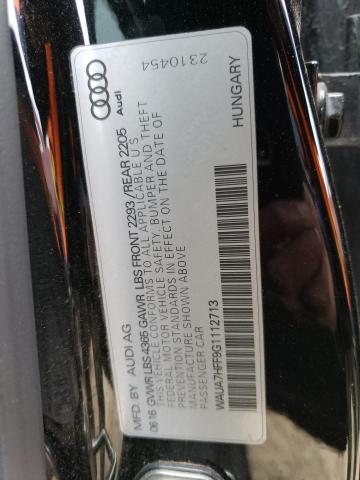 MFD. BY AUDI AG
06 16 GVWR LBS 4365 GAWR LBS FRONT 2293 / REAR 2205
THIS VEHICLE CONFORMS TO ALL APPLICABLE U S
FEDERAL MOTOR VEHICLE SAFETY, BUMPER AND THEFT
PREVENTION STANDARDS IN EFFECT ON THE DATE OF
MANUFACTURE SHOWN ABOVE
PASSENGER CAR
WAUA7HFF9G1112713
Audi
HUNGARY
2310454